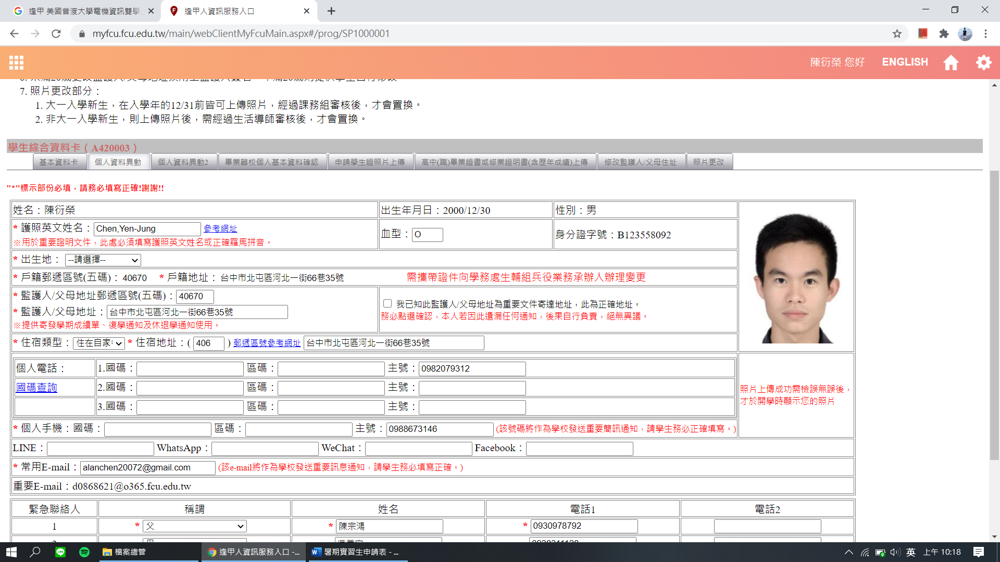 逢甲 美國普渡大學電機資訊雙學
逢甲人資訊服務入口
myfcu.fcu.edu.tw/main/webClientMyFcuMain.aspx#/prog/SP1000001
陳衍榮 您好 ENGLISH
7. 照片更改部分：
1. 大一入學新生，在入學年的12/31前皆可上傳照片，經過課務組審核後，才會置換。
2. 非大一入學新生，則上傳照片後，需經過生活導師審核後，才會置換。
學生綜合資料卡（A420003）
基本資料卡 個人資料異動 個人資料異動2 畢業離校個人基本資料確認 申請學生證照片上傳 高中(職)畢業證書或修業證明書(含歷年成績)上傳 修改監護人/父母住址 照片更改
"*"標示部份必填，請務必填寫正確!謝謝!!
姓名：陳衍榮 出生年月日：2000/12/30 性別：男
* 護照英文姓名： Chen,Yen-Jung 參考網址
※用於重要證明文件，此處必須填寫護照英文姓名或正確羅馬拼音。
血型： O 身分證字號：B123558092
* 出生地： --請選擇--
* 戶籍郵遞區號(五碼)：40670 * 戶籍地址：台中市北屯區河北一街66巷35號 需攜帶證件向學務處生輔組兵役業務承辦人辦理變更
* 監護人/父母地址郵遞區號(五碼)： 40670
* 監護人/父母地址： 台中市北屯區河北一街66巷35號
※提供寄發學期成績單、復學通知及休退學通知使用。
我已知此監護人/父母地址為重要文件寄達地址，此為正確地址。
務必點選確認，本人若因此遺漏任何通知，後果自行負責，絕無異議。
* 住宿類型： 住在自家 * 住宿地址：( 406 ) 郵遞區號參考網址 台中市北屯區河北一街66巷35號
個人電話： 1.國碼： 區碼： 主號： 0982079312
國碼查詢 2.國碼： 區碼： 主號：
3.國碼： 區碼： 主號：
照片上傳成功需檢誤無誤後，
才於開學時顯示您的照片
* 個人手機：國碼： 區碼： 主號： 0988673146 (該號碼將作為學校發送重要簡訊通知，請學生務必正確填寫。)
LINE： WhatsApp： WeChat： Facebook：
* 常用E-mail： alanchen20072@gmail.com (該e-mail將作為學校發送重要訊息通知，請學生務必填寫正確。)
重要E-mail：d0868621@o365.fcu.edu.tw
緊急聯絡人 稱謂 姓名 電話1 電話2
1 * 父 * 陳宗鴻 * 0930978792
檔案總管 逢甲人資訊服務入口 -... 暑期實習生申請表 - ... 英 上午 10:18